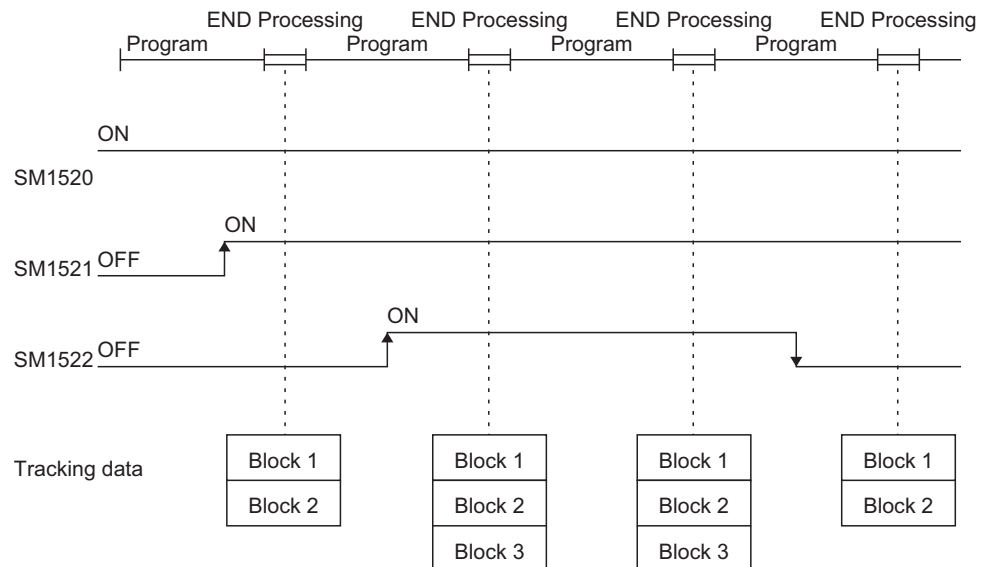 END Processing END Processing END Processing END Processing
Program Program Program Program
ON
SM1520
ON
SM1521 OFF
ON
SM1522 OFF
Tracking data
Block 1 Block 1 Block 1 Block 1
Block 2 Block 2 Block 2 Block 2
Block 3 Block 3